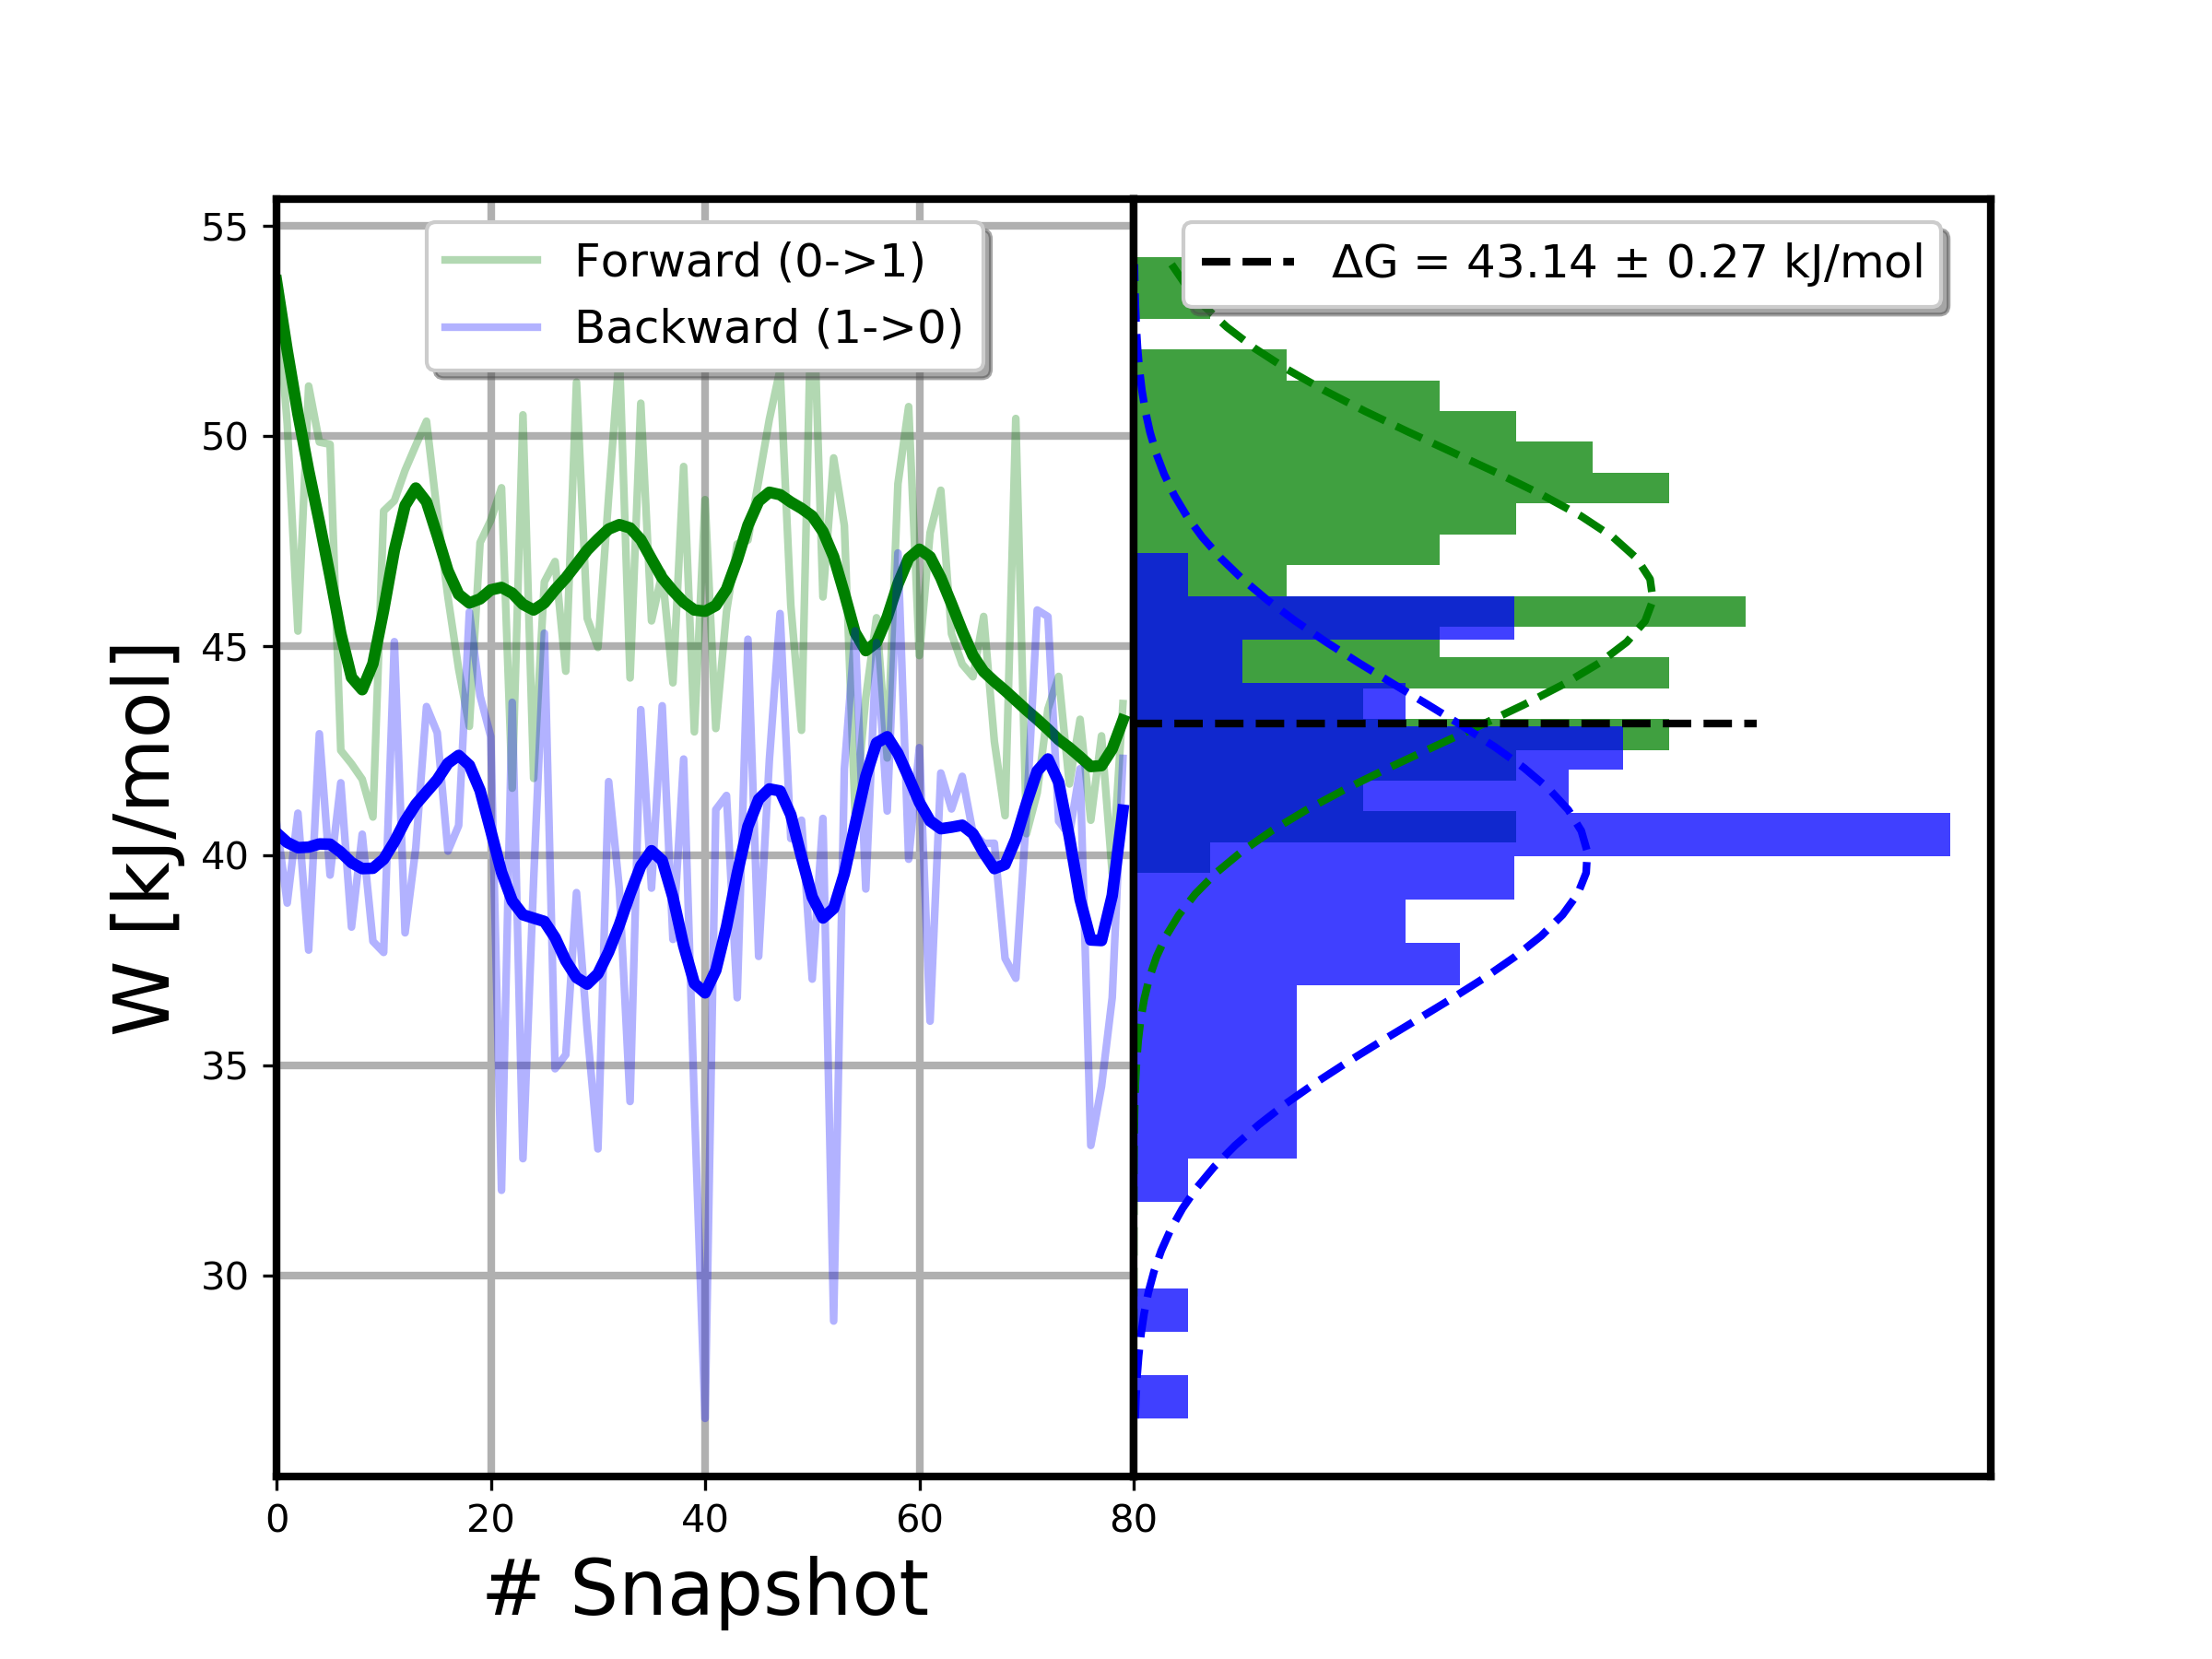 55
50
45
40
35
30
W [kJ/mol]
0
20
40
60
80
# Snapshot
Forward (0->1)
Backward (1->0)
ΔG = 43.14 ± 0.27 kJ/mol